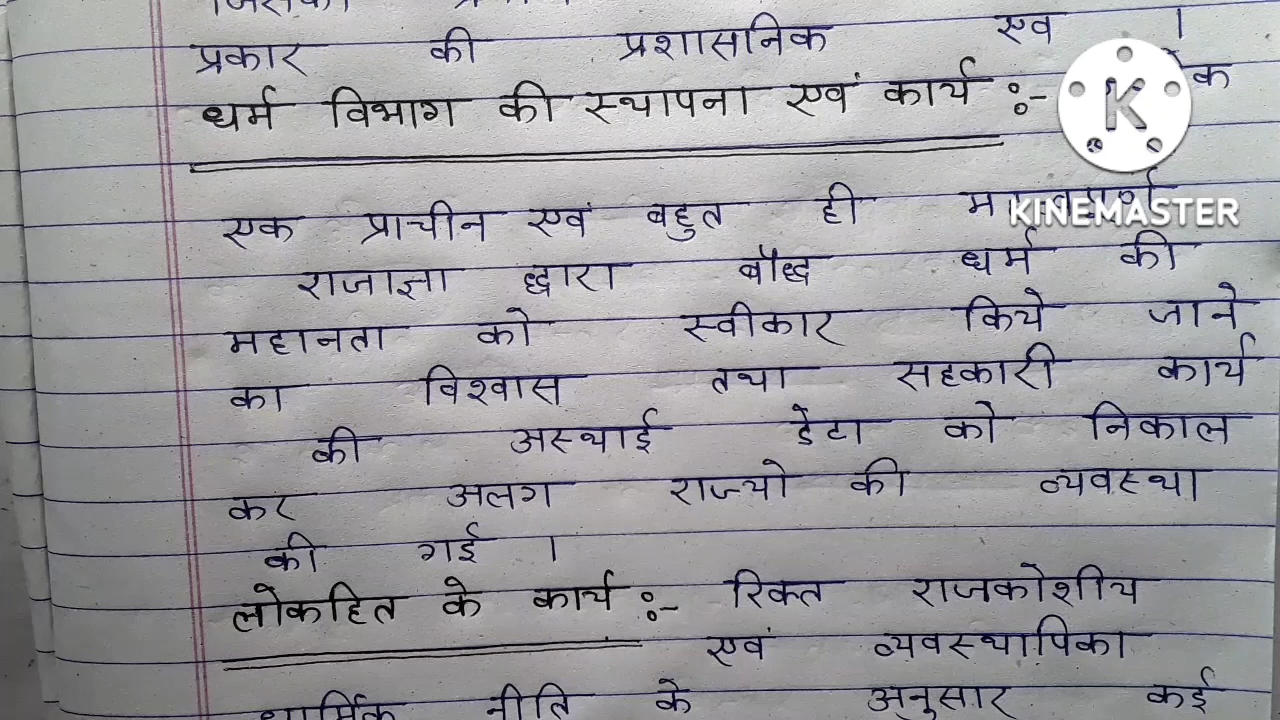 प्रकार की प्रशासनिक एवं ।
धर्म विभाग की स्थापना एवं कार्य :-
एक प्राचीन एवं बहुत ही
राजाज्ञा द्वारा बौद्ध धर्म की
महानता को स्वीकार किये जाने
का विश्वास तथा सहकारी कार्य
की अस्थाई डेटा को निकाल
कर अलग राज्यो की व्यवस्था
की गई ।
लोकहित के कार्य :- रिक्त राजकोशीय
एवं व्यवस्थापिका
धार्मिक नीति के अनुसार कई
K
KINEMASTER